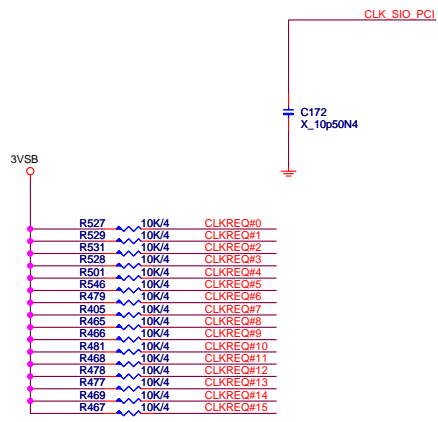 CLK_SIO_PCI
C172
X_10p50N4
3VSB
R527 10K/4 CLKREQ#0
R529 10K/4 CLKREQ#1
R531 10K/4 CLKREQ#2
R528 10K/4 CLKREQ#3
R501 10K/4 CLKREQ#4
R546 10K/4 CLKREQ#5
R479 10K/4 CLKREQ#6
R405 10K/4 CLKREQ#7
R465 10K/4 CLKREQ#8
R466 10K/4 CLKREQ#9
R481 10K/4 CLKREQ#10
R468 10K/4 CLKREQ#11
R478 10K/4 CLKREQ#12
R477 10K/4 CLKREQ#13
R469 10K/4 CLKREQ#14
R467 10K/4 CLKREQ#15